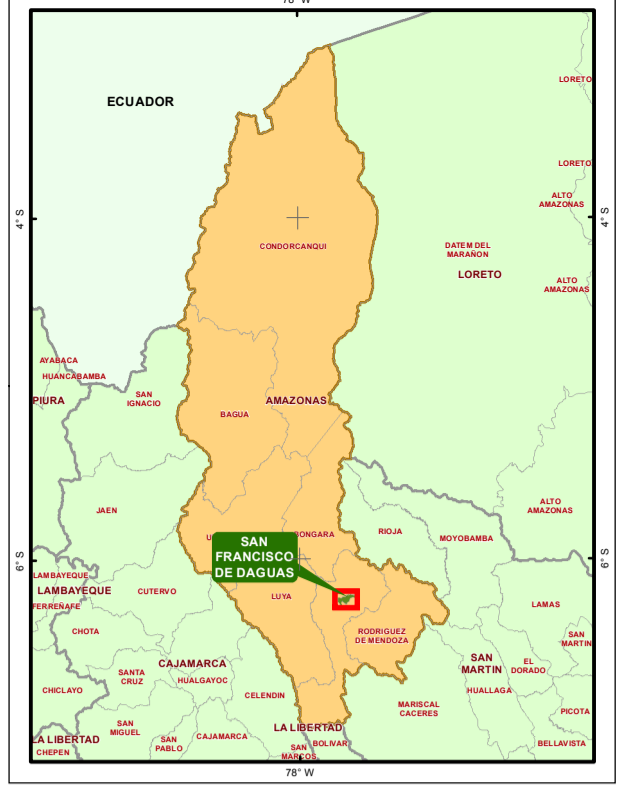 78° W
ECUADOR
LORETO
LORETO
4° S
4° S
ALTO
AMAZONAS
CONDORCANQUI
DATEM DEL
MARAÑON
LORETO
ALTO
AMAZONAS
AYABACA
HUANCABAMBA
PIURA
SAN
IGNACIO
AMAZONAS
BAGUA
JAEN
ALTO
AMAZONAS
RIOJA
MOYOBAMBA
U
BONGARA
SAN
FRANCISCO
DE DAGUAS
6° S
6° S
LAMBAYEQUE
LAMBAYEQUE
FERREÑAFE
CUTERVO
LUYA
LAMAS
CHOTA
RODRIGUEZ
DE MENDOZA
SAN
MARTIN
SAN
MARTIN
EL
DORADO
CAJAMARCA
SANTA
CRUZ
HUALGAYOC
CHICLAYO
CELENDIN
HUALLAGA
MARISCAL
CACERES
PICOTA
SAN
MIGUEL
LA LIBERTAD
LA LIBERTAD
CHEPEN
SAN
PABLO
CAJAMARCA
SAN
MARCOS
BOLIVAR
BELLAVISTA
78° W